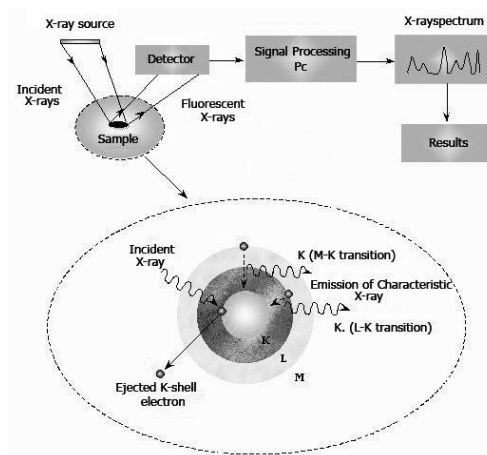 X-ray source
X-rayspectrum
Detector
Signal Processing
Pc
Incident
X-rays
Fluorescent
X-rays
Sample
Results
Incident
X-ray
K (M-K transition)
Emission of Characteristic
X-ray
K. (L-K transition)
K
L
M
Ejected K-shell
electron